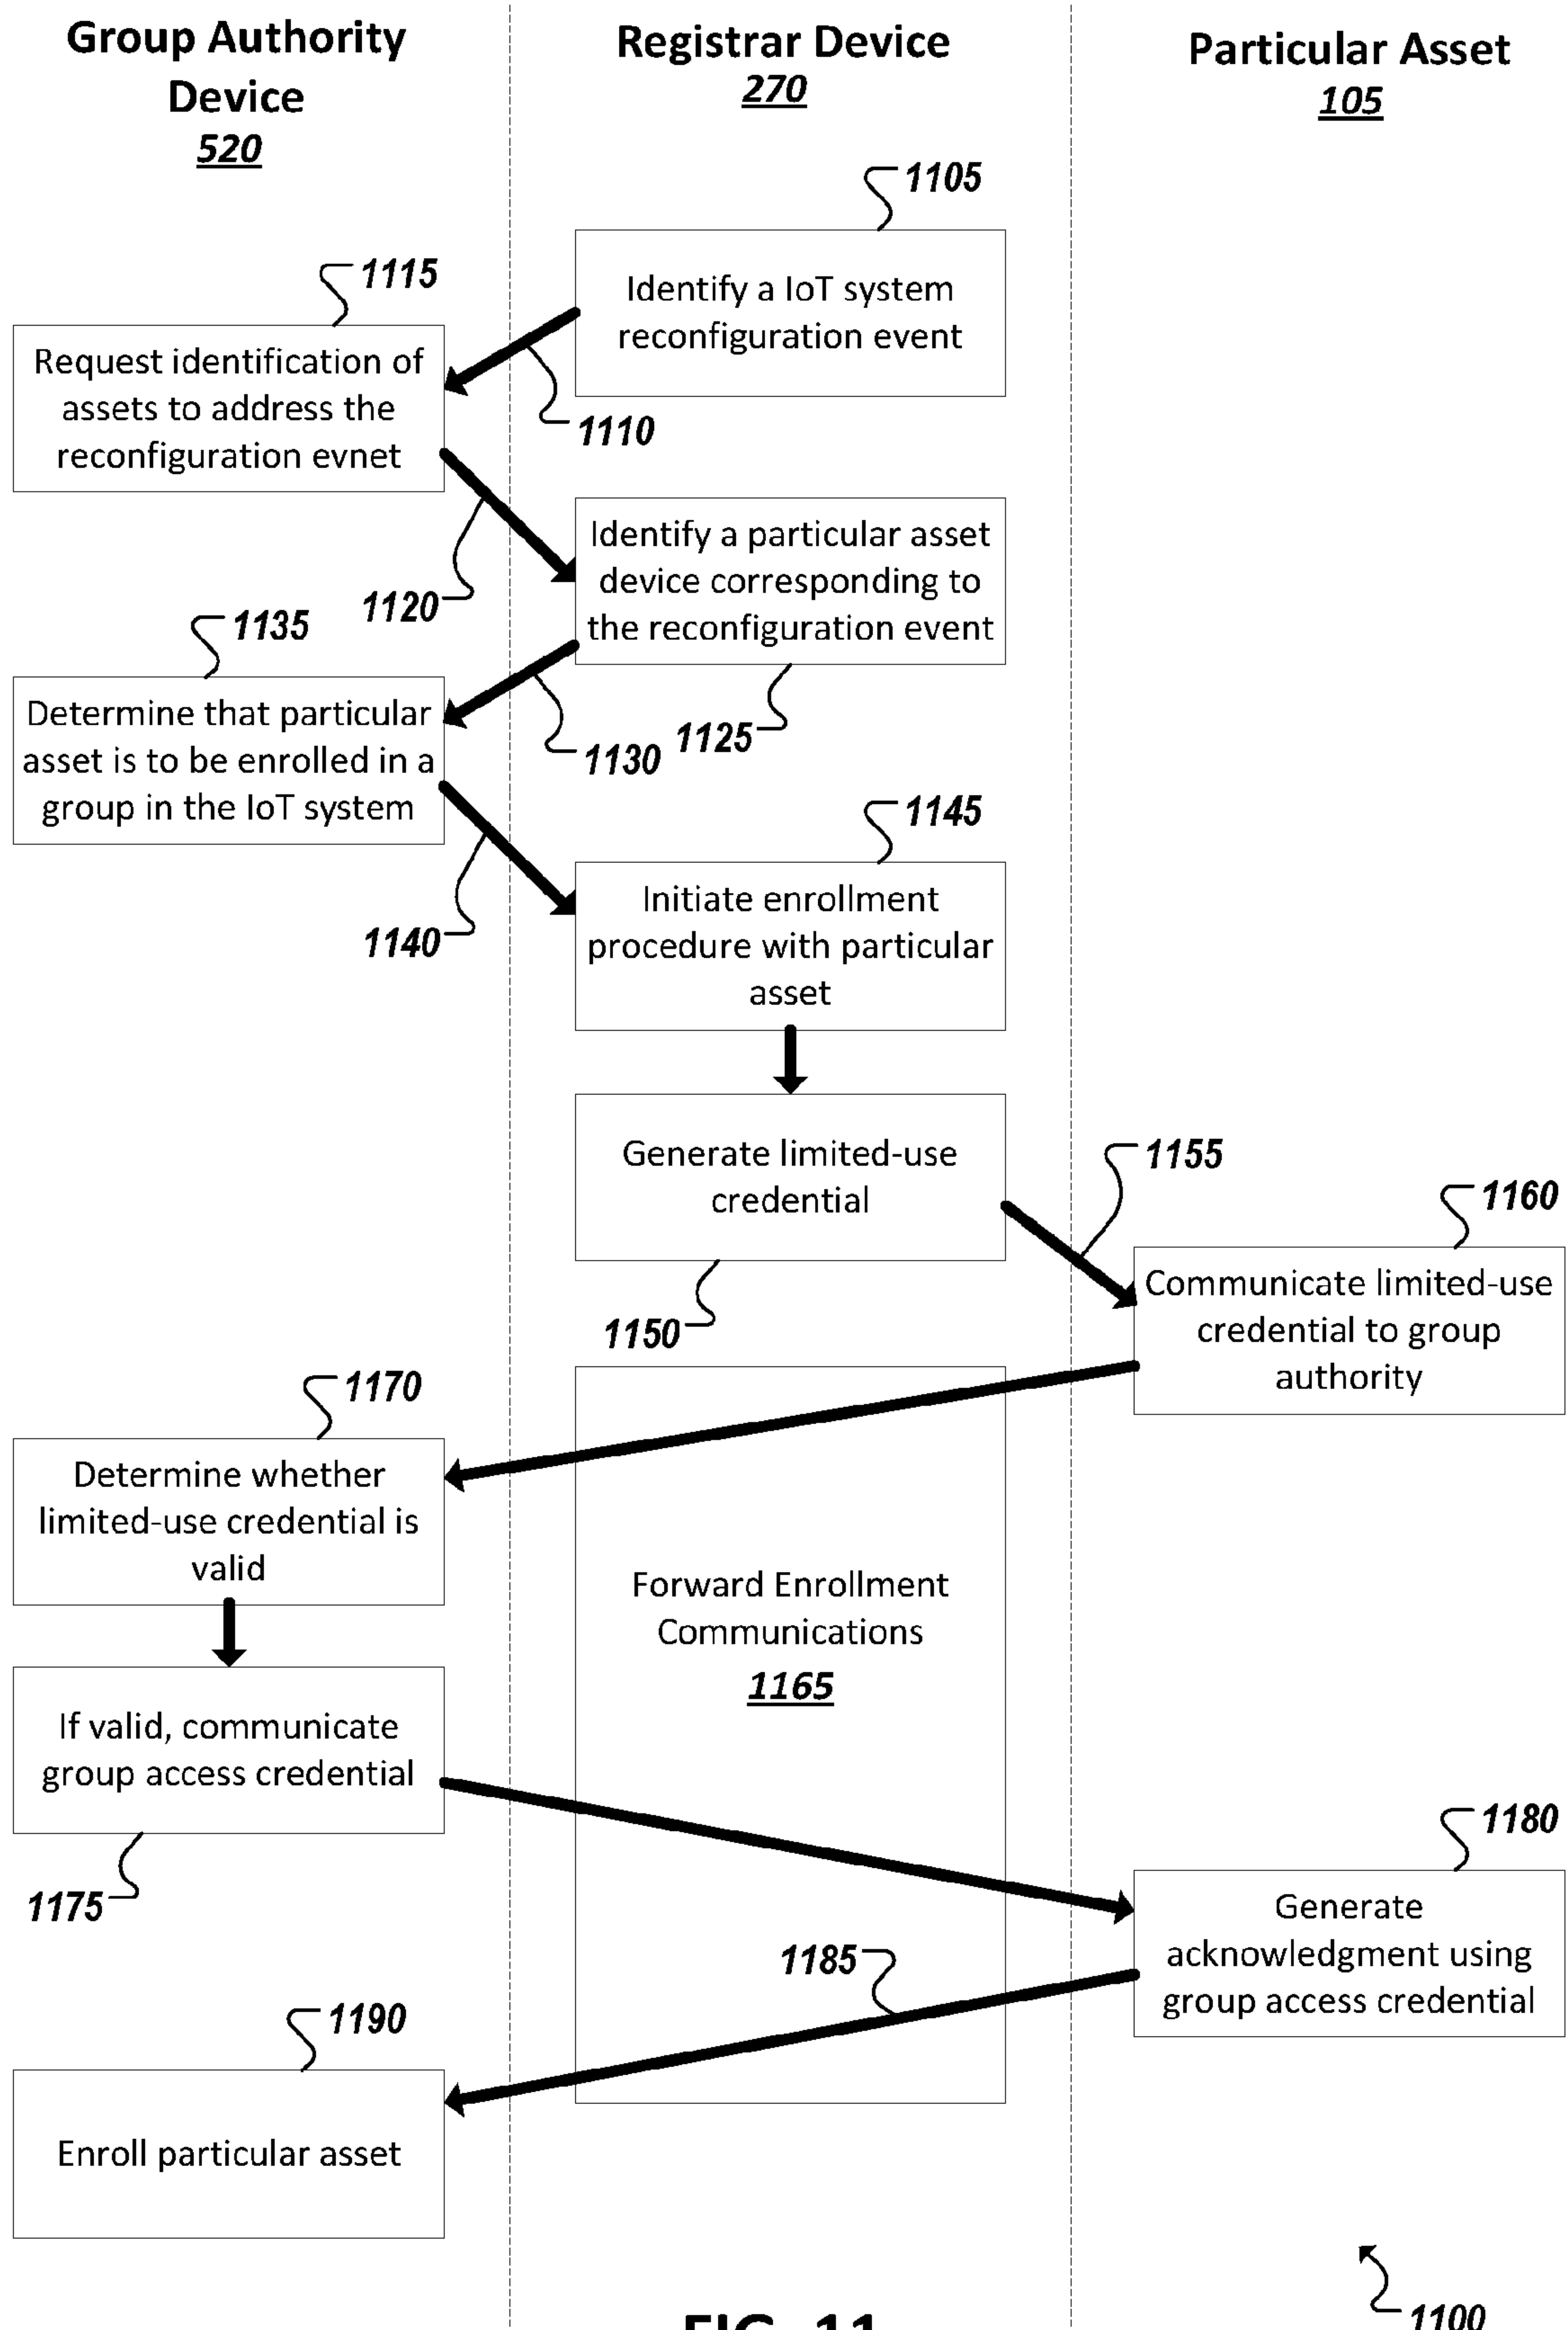 Group Authority
Device
520
Registrar Device
270
Particular Asset
105
1105
Identify a IoT system
reconfiguration event
1115
Request identification of
assets to address the
reconfiguration evnet
1110
1120
Identify a particular asset
device corresponding to
the reconfiguration event
1125
1130
1135
Determine that particular
asset is to be enrolled in a
group in the IoT system
1140
1145
Initiate enrollment
procedure with particular
asset
Generate limited-use
credential
1150
1155
1160
Communicate limited-use
credential to group
authority
Forward Enrollment
Communications
1165
1170
Determine whether
limited-use credential is
valid
If valid, communicate
group access credential
1175
1180
Generate
acknowledgment using
group access credential
1185
1190
Enroll particular asset
FIG. 11
1100